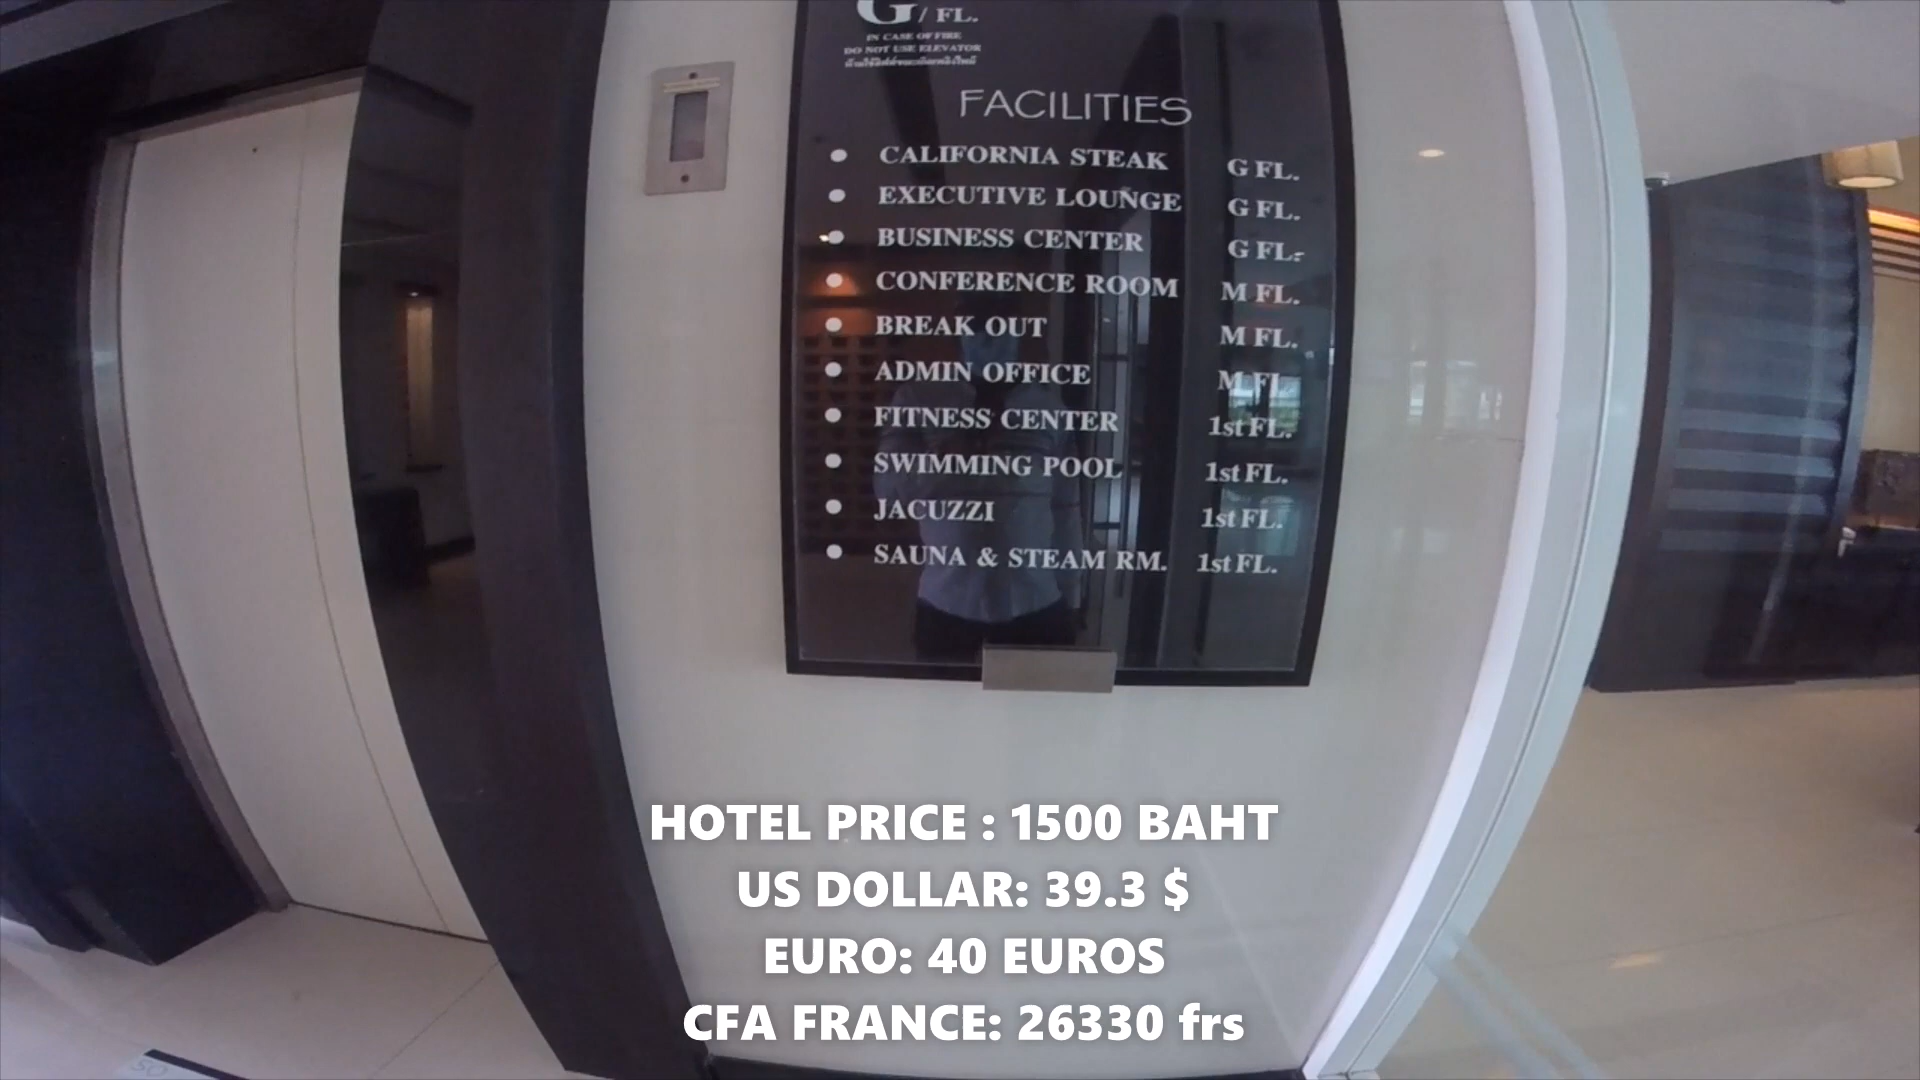 G/ FL.
IN CASE OF FIRE
DO NOT USE ELEVATOR
FACILITIES
• CALIFORNIA STEAK G FL.
• EXECUTIVE LOUNGE G FL.
• BUSINESS CENTER G FL.
• CONFERENCE ROOM M FL.
• BREAK OUT M FL.
• ADMIN OFFICE M FL.
• FITNESS CENTER 1st FL.
• SWIMMING POOL 1st FL.
• JACUZZI 1st FL.
• SAUNA & STEAM RM. 1st FL.
HOTEL PRICE : 1500 BAHT
US DOLLAR: 39.3 $
EURO: 40 EUROS
CFA FRANCE: 26330 frs